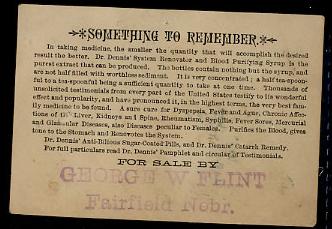 SOMETHING TO REMEMBER.
In taking medicine, the smaller the quantity that will accomplish the desired
result the better. Dr. Dennis' System Renovator and Blood Purifying Syrup is the
purest extract that can be produced. The bottles contain nothing but the syrup, and
are not half filled with worthless sediment. It is very concentrated; a half tea-spoon-
ful to a tea-spoonful being a sufficient quantity to take at one time. Thousands of
unsolicited testimonials from every part of the United States testify to its wonderful
effect and popularity, and have pronounced it, in the highest terms, the very best fam-
ily medicine to be found. A sure cure for Dyspepsia, Fever and Ague, Chronic Affec-
tions of the Liver, Kidneys and Spine, Rheumatism, Syphilis, Fever Sores, Mercurial
and Glandular Diseases, also Diseases peculiar to Females. Purifies the Blood, gives
tone to the Stomach and Renovates the System.
Dr. Dennis' Anti-Bilious Sugar-Coated Pills, and Dr. Dennis' Catarrh Remedy.
For full particulars read Dr. Dennis' Pamphlet and circular of Testimonials.
FOR SALE BY
GEORGE W FLINT
Fairfield Nebr.